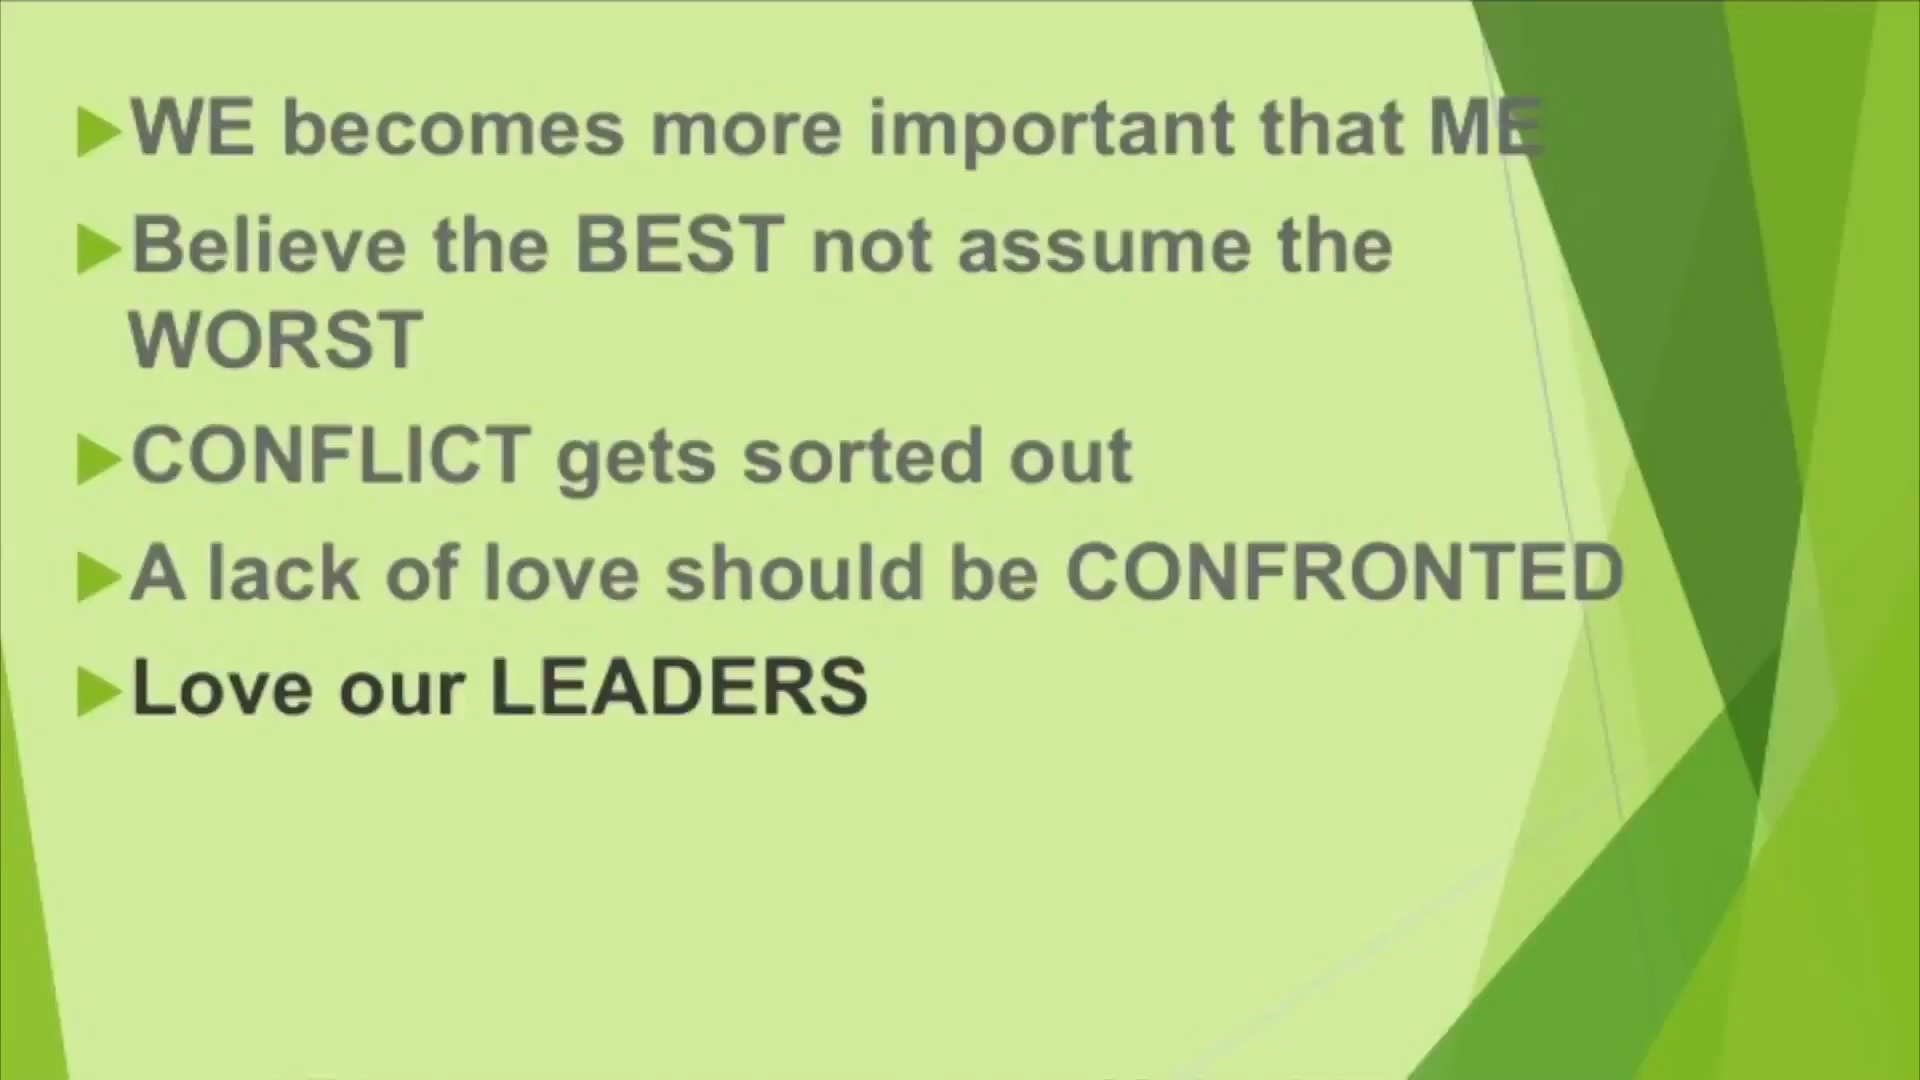 WE becomes more important that ME
Believe the BEST not assume the
WORST
CONFLICT gets sorted out
A lack of love should be CONFRONTED
Love our LEADERS